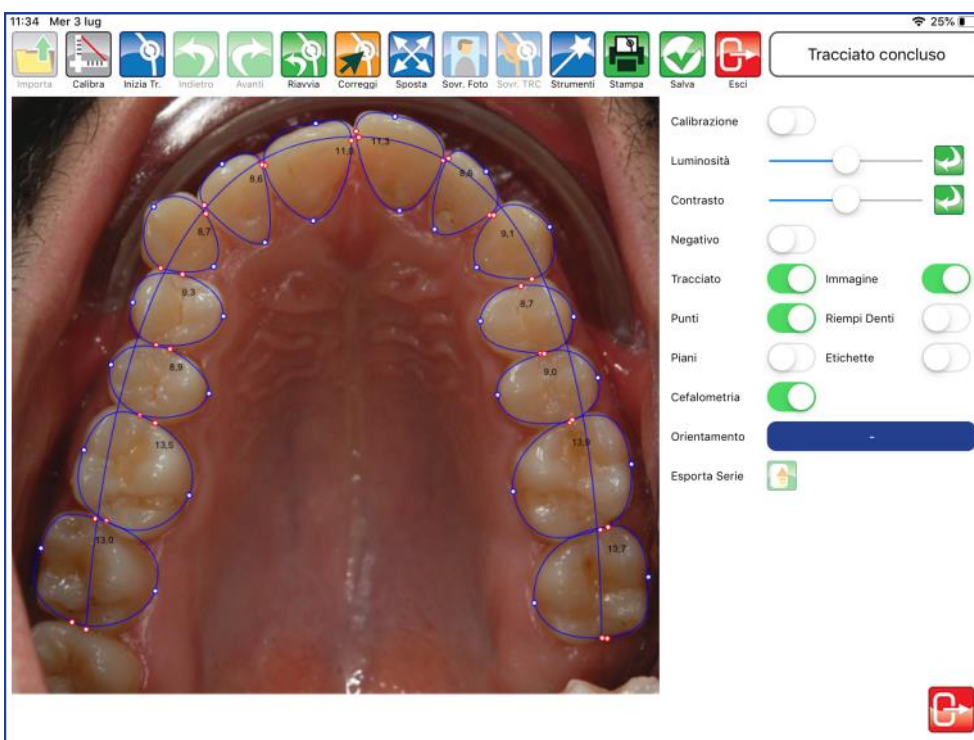 11:34 Mer 3 lug
25%
Importa Calibra Inizia Tr. Indietro Avanti Riavvia Correggi Sposta Sovr. Foto Sovr. TRC Strumenti Stampa Salva Esci
Tracciato concluso
Calibrazione
Luminosità
Contrasto
Negativo
Tracciato Immagine
Punti Riempi Denti
Piani Etichette
Cefalometria
Orientamento -
Esporta Serie
11,3
8,6 8,6
8,7 9,1
9,3 8,7
8,9 9,0
13,5 13,9
13,0 13,7